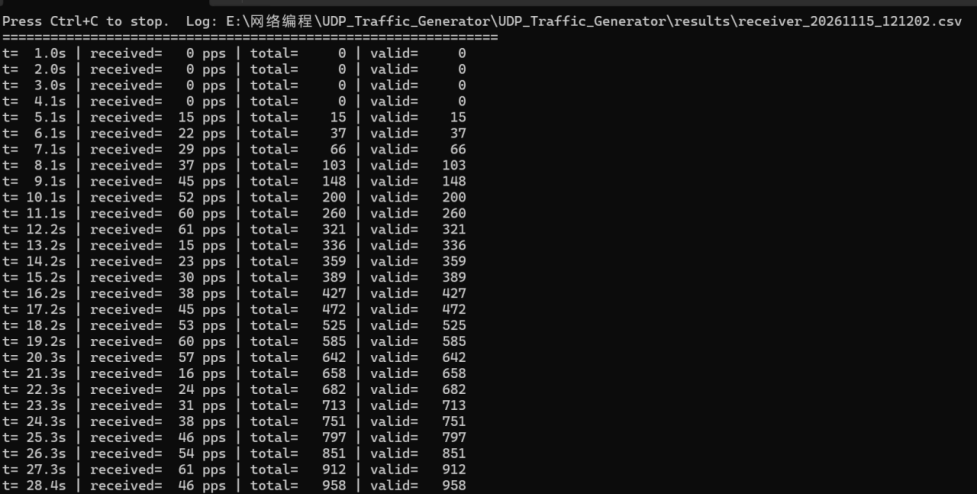 Press Ctrl+C to stop.  Log: E:\网络编程\UDP_Traffic_Generator\UDP_Traffic_Generator\results\receiver_20261115_121202.csv
==============================================================
t=  1.0s | received=   0 pps | total=     0 | valid=     0
t=  2.0s | received=   0 pps | total=     0 | valid=     0
t=  3.0s | received=   0 pps | total=     0 | valid=     0
t=  4.1s | received=   0 pps | total=     0 | valid=     0
t=  5.1s | received=  15 pps | total=    15 | valid=    15
t=  6.1s | received=  22 pps | total=    37 | valid=    37
t=  7.1s | received=  29 pps | total=    66 | valid=    66
t=  8.1s | received=  37 pps | total=   103 | valid=   103
t=  9.1s | received=  45 pps | total=   148 | valid=   148
t= 10.1s | received=  52 pps | total=   200 | valid=   200
t= 11.1s | received=  60 pps | total=   260 | valid=   260
t= 12.2s | received=  61 pps | total=   321 | valid=   321
t= 13.2s | received=  15 pps | total=   336 | valid=   336
t= 14.2s | received=  23 pps | total=   359 | valid=   359
t= 15.2s | received=  30 pps | total=   389 | valid=   389
t= 16.2s | received=  38 pps | total=   427 | valid=   427
t= 17.2s | received=  45 pps | total=   472 | valid=   472
t= 18.2s | received=  53 pps | total=   525 | valid=   525
t= 19.2s | received=  60 pps | total=   585 | valid=   585
t= 20.3s | received=  57 pps | total=   642 | valid=   642
t= 21.3s | received=  16 pps | total=   658 | valid=   658
t= 22.3s | received=  24 pps | total=   682 | valid=   682
t= 23.3s | received=  31 pps | total=   713 | valid=   713
t= 24.3s | received=  38 pps | total=   751 | valid=   751
t= 25.3s | received=  46 pps | total=   797 | valid=   797
t= 26.3s | received=  54 pps | total=   851 | valid=   851
t= 27.3s | received=  61 pps | total=   912 | valid=   912
t= 28.4s | received=  46 pps | total=   958 | valid=   958